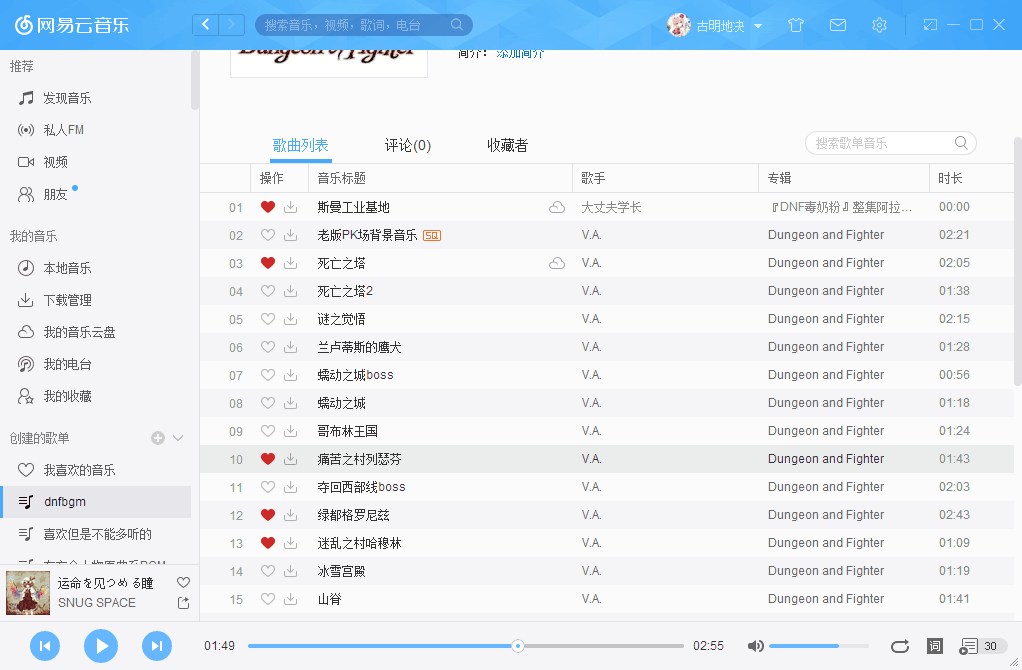 网易云音乐
搜索音乐，视频，歌词，电台
古明地决
推荐
发现音乐
私人FM
视频
朋友
我的音乐
本地音乐
下载管理
我的音乐云盘
我的电台
我的收藏
创建的歌单
我喜欢的音乐
dnfbgm
喜欢但是不能多听的
运命を见つめる瞳
SNUG SPACE
Dungeon & Fighter
简介： 添加简介
歌曲列表 评论(0) 收藏者
搜索歌单音乐
操作 音乐标题 歌手 专辑 时长
01 斯曼工业基地 大丈夫学长 『DNF毒奶粉』整集阿拉... 00:00
02 老版PK场背景音乐 SQ V.A. Dungeon and Fighter 02:21
03 死亡之塔 V.A. Dungeon and Fighter 02:05
04 死亡之塔2 V.A. Dungeon and Fighter 01:38
05 谜之觉悟 V.A. Dungeon and Fighter 02:15
06 兰卢蒂斯的鹰犬 V.A. Dungeon and Fighter 01:28
07 蠕动之城boss V.A. Dungeon and Fighter 00:56
08 蠕动之城 V.A. Dungeon and Fighter 01:18
09 哥布林王国 V.A. Dungeon and Fighter 01:24
10 痛苦之村列瑟芬 V.A. Dungeon and Fighter 01:43
11 夺回西部线boss V.A. Dungeon and Fighter 02:03
12 绿都格罗尼兹 V.A. Dungeon and Fighter 02:43
13 迷乱之村哈穆林 V.A. Dungeon and Fighter 01:09
14 冰雪宫殿 V.A. Dungeon and Fighter 01:19
15 山脊 V.A. Dungeon and Fighter 01:41
01:49 02:55 词 30